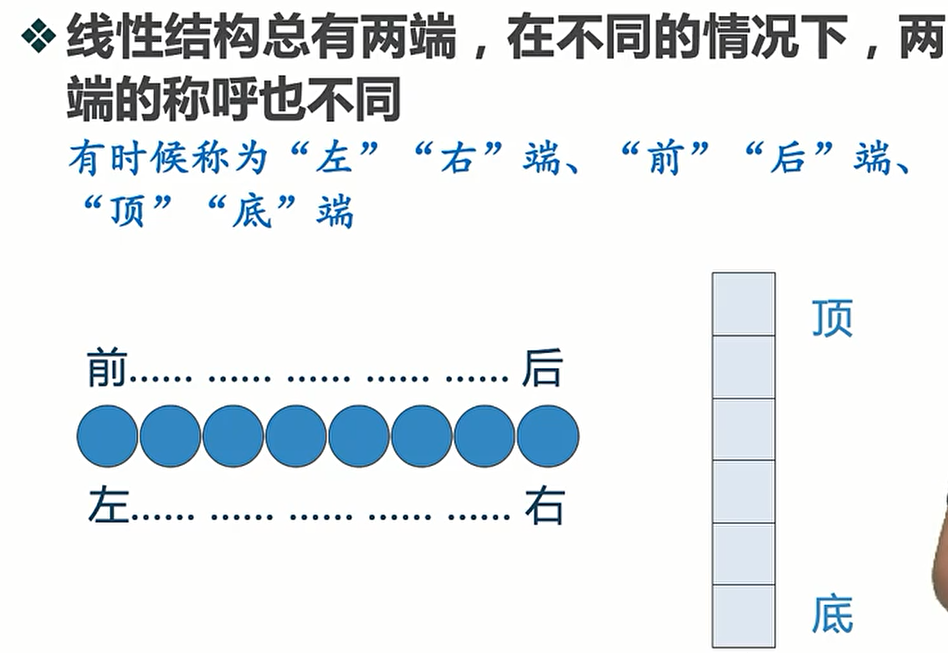 线性结构总有两端，在不同的情况下，两
端的称呼也不同
有时候称为“左”“右”端、“前”“后”端、
“顶”“底”端
前…… …… …… …… …… 后
左…… …… …… …… …… 右
顶
底